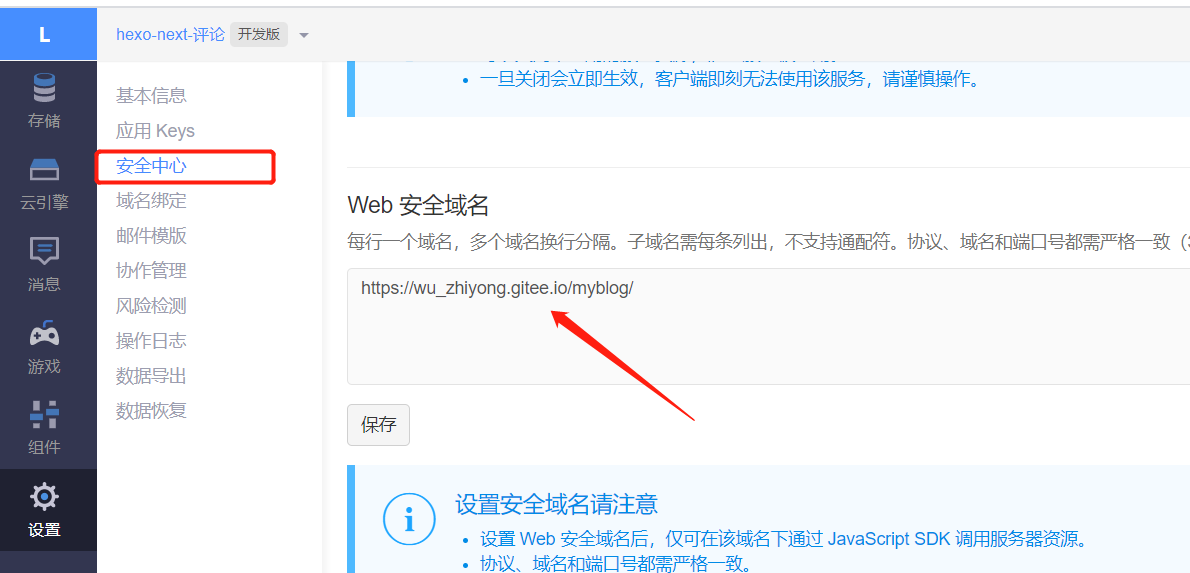 L
hexo-next-评论 开发版
存储
云引擎
消息
游戏
组件
设置
基本信息
应用 Keys
安全中心
域名绑定
邮件模版
协作管理
风险检测
操作日志
数据导出
数据恢复
一旦关闭会立即生效，客户端即刻无法使用该服务，请谨慎操作。
Web 安全域名
每行一个域名，多个域名换行分隔。子域名需每条列出，不支持通配符。协议、域名和端口号都需严格一致（
https://wu_zhiyong.gitee.io/myblog/
保存
设置安全域名请注意
设置 Web 安全域名后，仅可在该域名下通过 JavaScript SDK 调用服务器资源。
协议、域名和端口号都需严格一致。